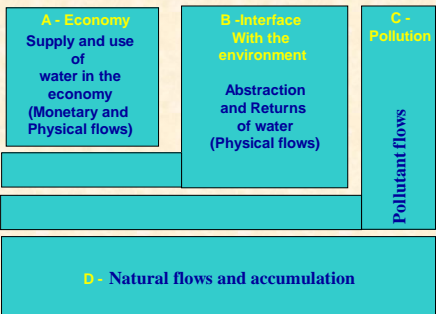 A - Economy
Supply and use
of
water in the
economy
(Monetary and
Physical flows)
B -Interface
With the
environment
Abstraction
and Returns
of water
(Physical flows)
C -
Pollution
Pollutant flows
D - Natural flows and accumulation